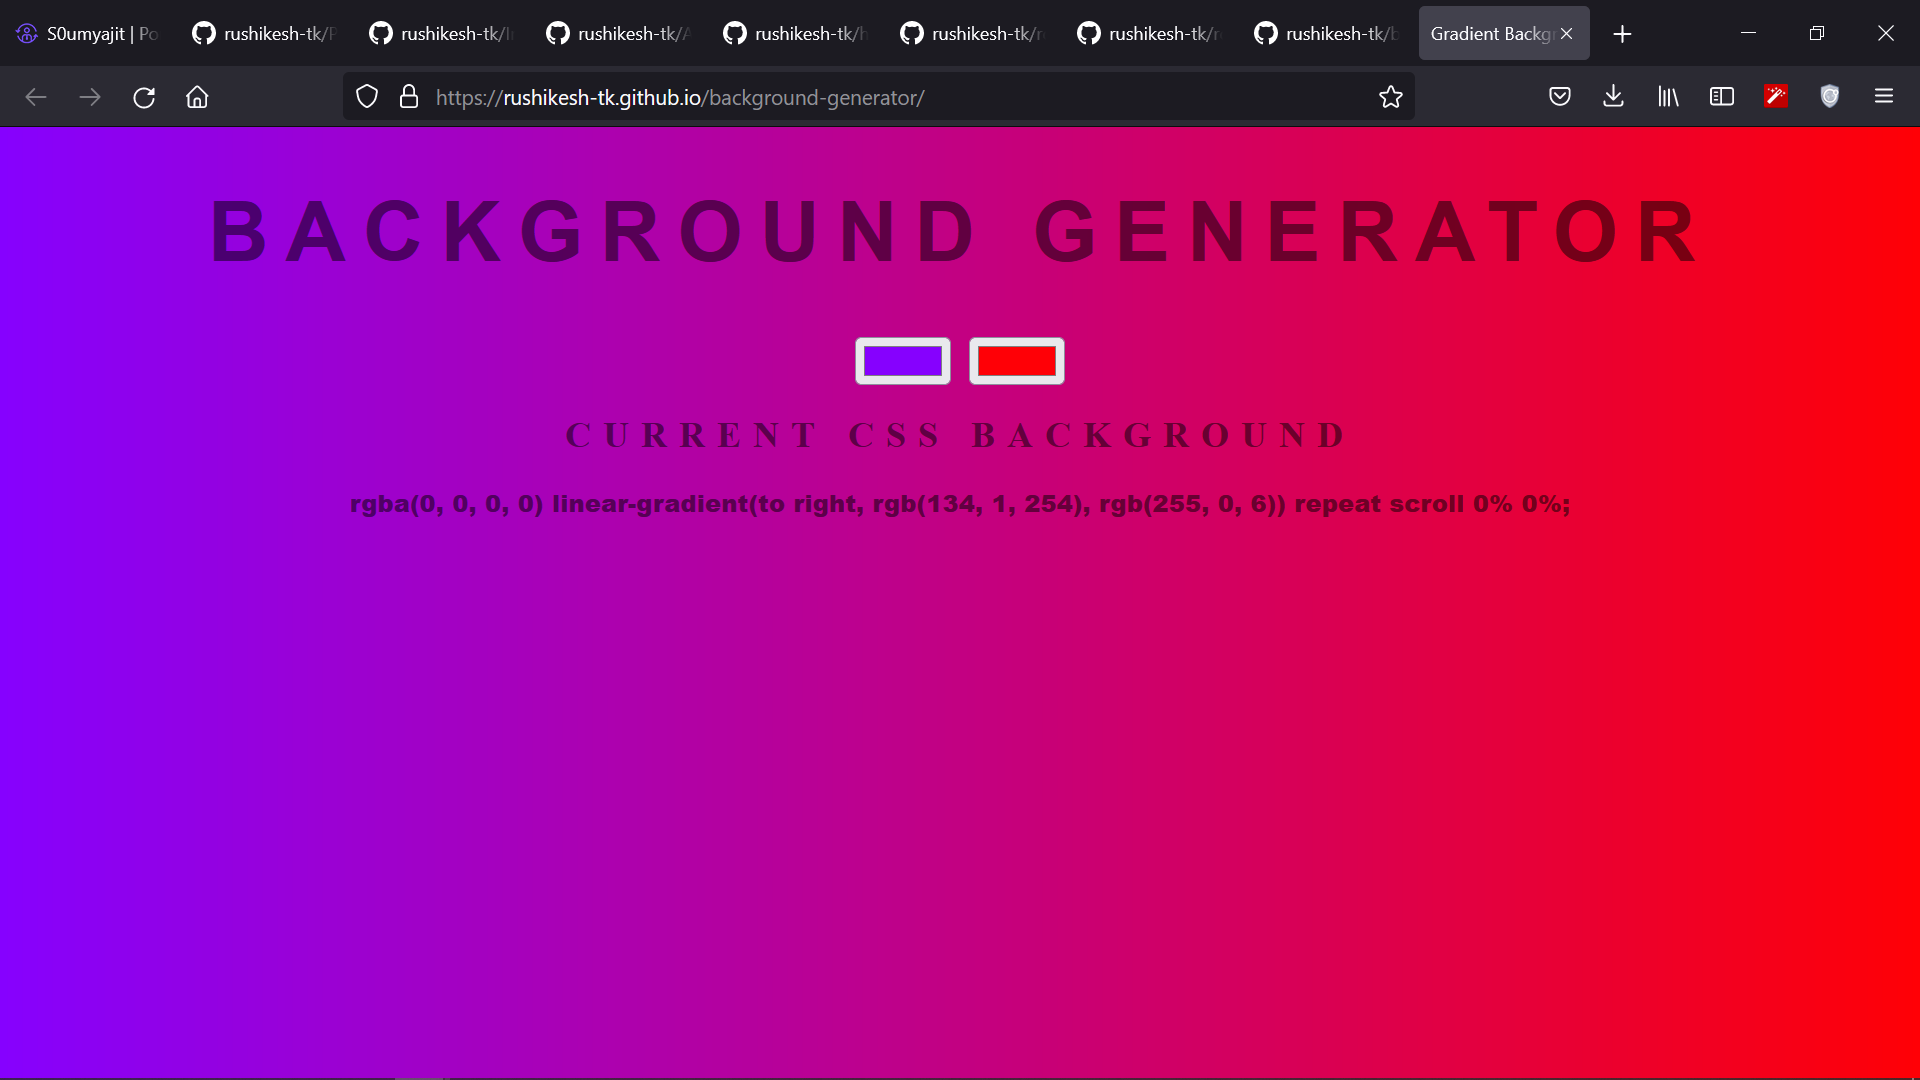 S0umyajit | Po
rushikesh-tk/P
rushikesh-tk/I
rushikesh-tk/A
rushikesh-tk/h
rushikesh-tk/r
rushikesh-tk/r
rushikesh-tk/b
Gradient Backgr
https://rushikesh-tk.github.io/background-generator/
BACKGROUND GENERATOR
CURRENT CSS BACKGROUND
rgba(0, 0, 0, 0) linear-gradient(to right, rgb(134, 1, 254), rgb(255, 0, 6)) repeat scroll 0% 0%;